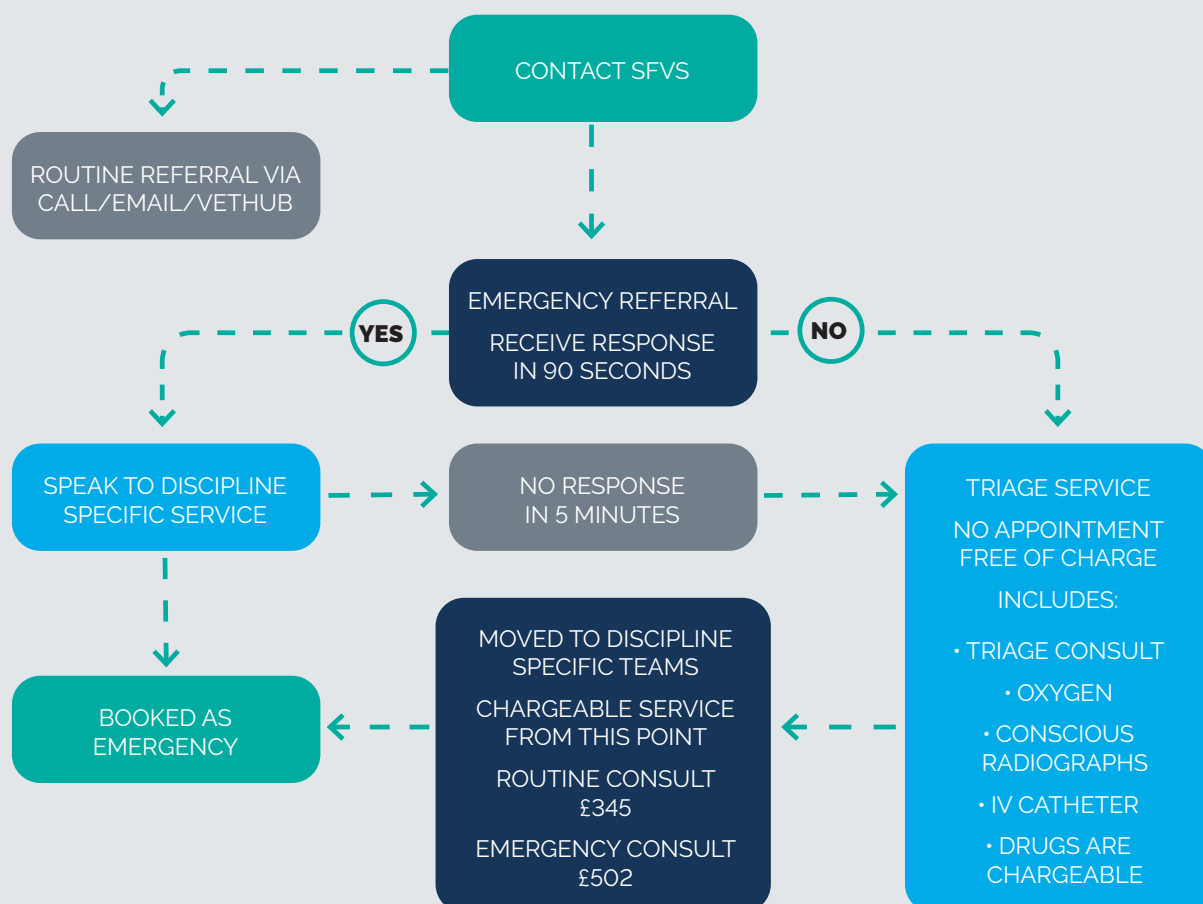 CONTACT SFVS
ROUTINE REFERRAL VIA
CALL/EMAIL/VETHUB
EMERGENCY REFERRAL
RECEIVE RESPONSE
IN 90 SECONDS
YES
NO
SPEAK TO DISCIPLINE
SPECIFIC SERVICE
NO RESPONSE
IN 5 MINUTES
TRIAGE SERVICE
NO APPOINTMENT
FREE OF CHARGE
INCLUDES:
• TRIAGE CONSULT
• OXYGEN
• CONSCIOUS
RADIOGRAPHS
• IV CATHETER
• DRUGS ARE
CHARGEABLE
MOVED TO DISCIPLINE
SPECIFIC TEAMS
CHARGEABLE SERVICE
FROM THIS POINT
ROUTINE CONSULT
£345
EMERGENCY CONSULT
£502
BOOKED AS
EMERGENCY